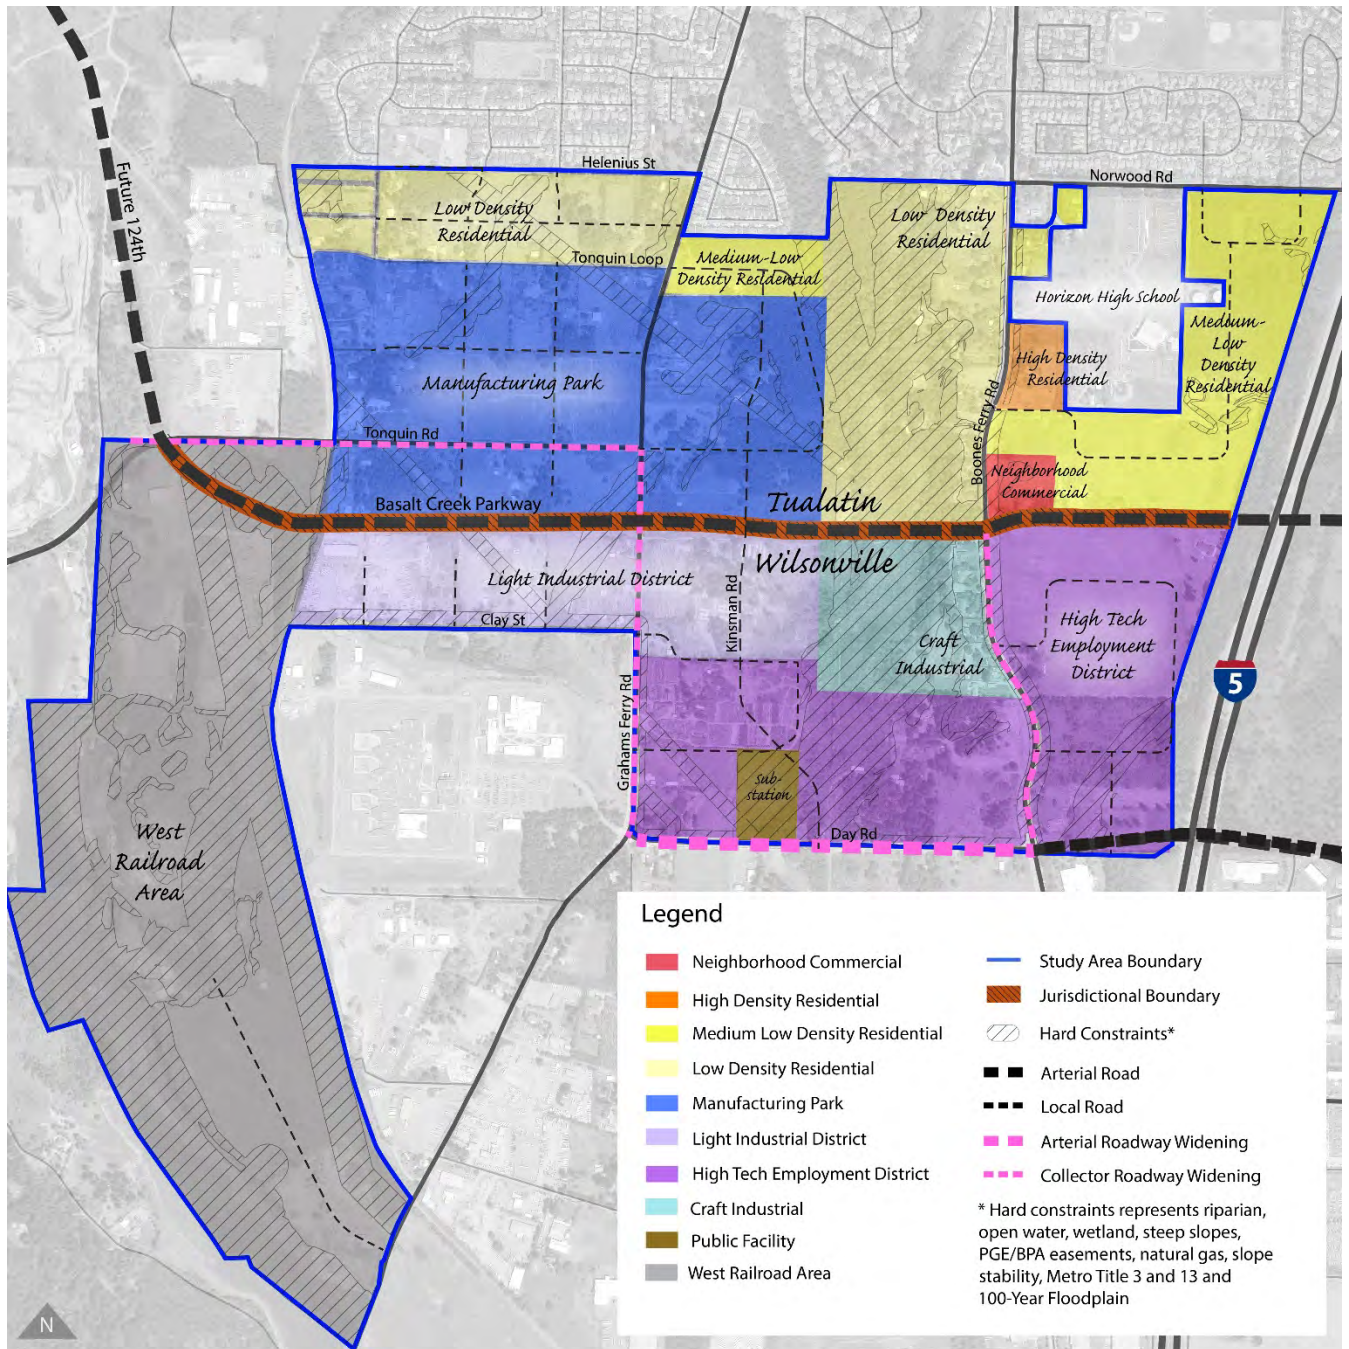 Helenius St
Norwood Rd
Future 124th
Low Density
Residential
Low Density
Residential
Tonquin Loop
Medium-Low
Density Residential
Horizon High School
Medium-
Low
Density
Residential
High Density
Residential
Manufacturing Park
Boones Ferry Rd
Tonquin Rd
Neighborhood
Commercial
Basalt Creek Parkway
Tualatin
Wilsonville
Light Industrial District
Kinsman Rd
Clay St
Craft
Industrial
High Tech
Employment
District
5
Grahams Ferry Rd
Sub-
station
Day Rd
West
Railroad
Area
Legend
Neighborhood Commercial
High Density Residential
Medium Low Density Residential
Low Density Residential
Manufacturing Park
Light Industrial District
High Tech Employment District
Craft Industrial
Public Facility
West Railroad Area
Study Area Boundary
Jurisdictional Boundary
Hard Constraints*
Arterial Road
Local Road
Arterial Roadway Widening
Collector Roadway Widening
* Hard constraints represents riparian,
open water, wetland, steep slopes,
PGE/BPA easements, natural gas, slope
stability, Metro Title 3 and 13 and
100-Year Floodplain
N